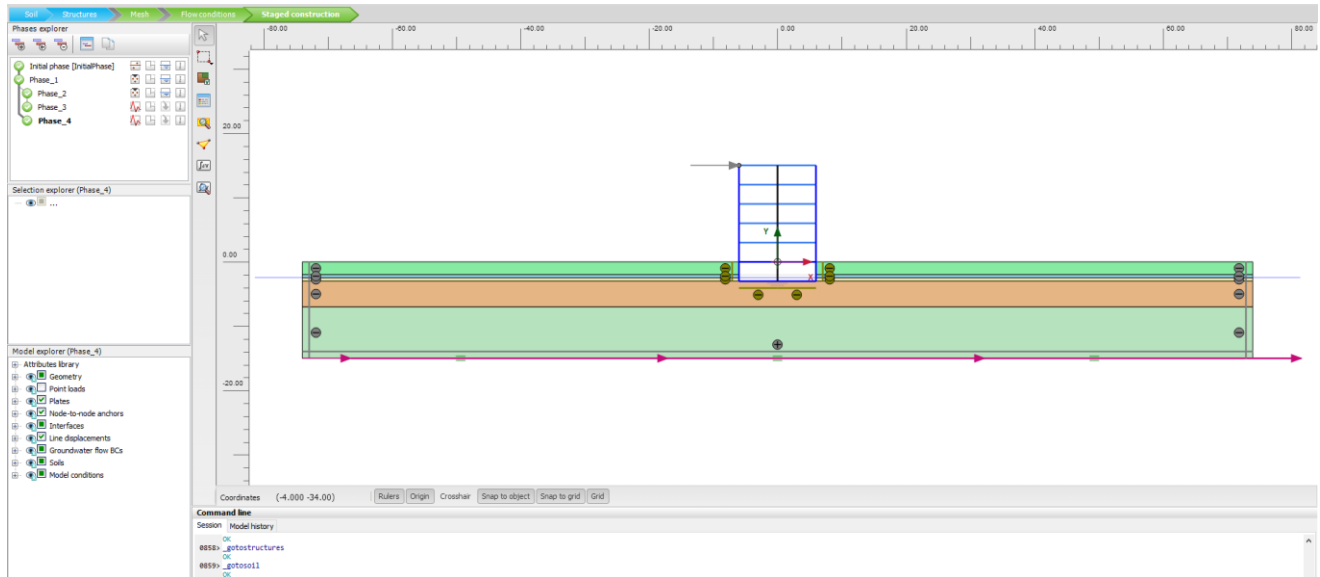 Soil Structures Mesh Flow conditions Staged construction
Phases explorer
Initial phase [InitialPhase]
Phase_1
Phase_2
Phase_3
Phase_4
Selection explorer (Phase_4)
...
Model explorer (Phase_4)
Attributes library
Geometry
Point loads
Plates
Node-to-node anchors
Interfaces
Line displacements
Groundwater flow BCs
Soils
Model conditions
-80.00 -60.00 -40.00 -20.00 0.00 20.00 40.00 60.00 80.00
20.00
0.00
-20.00
Y
X
Coordinates (-4.000 -34.00) Rulers Origin Crosshair Snap to object Snap to grid Grid
Command line
Session Model history
OK
0858> _gotostructures
OK
0859> _gotosoil
OK